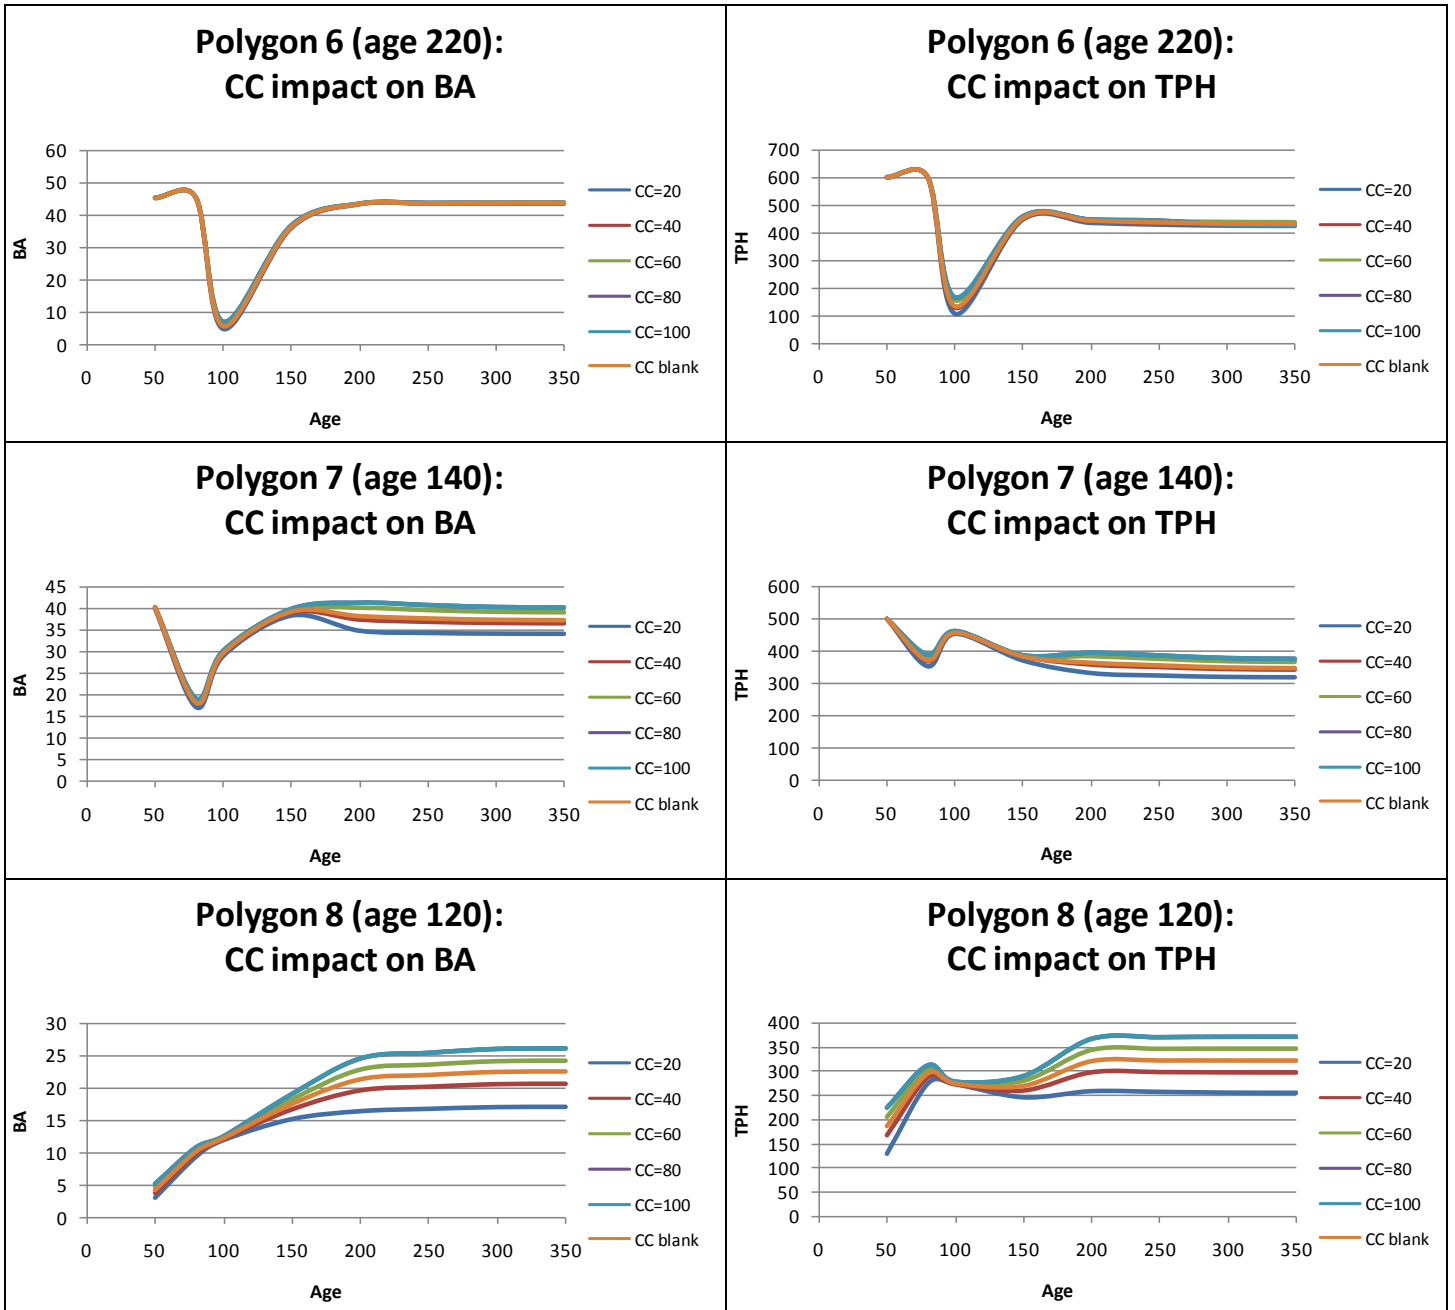 Polygon 6 (age 220):
CC impact on BA
60
50
40
30
20
10
0
BA
0 50 100 150 200 250 300 350
Age
CC=20
CC=40
CC=60
CC=80
CC=100
CC blank
Polygon 6 (age 220):
CC impact on TPH
700
600
500
400
300
200
100
0
TPH
0 50 100 150 200 250 300 350
Age
CC=20
CC=40
CC=60
CC=80
CC=100
CC blank
Polygon 7 (age 140):
CC impact on BA
45
40
35
30
25
20
15
10
5
0
BA
0 50 100 150 200 250 300 350
Age
CC=20
CC=40
CC=60
CC=80
CC=100
CC blank
Polygon 7 (age 140):
CC impact on TPH
600
500
400
300
200
100
0
TPH
0 50 100 150 200 250 300 350
Age
CC=20
CC=40
CC=60
CC=80
CC=100
CC blank
Polygon 8 (age 120):
CC impact on BA
30
25
20
15
10
5
0
BA
0 50 100 150 200 250 300 350
Age
CC=20
CC=40
CC=60
CC=80
CC=100
CC blank
Polygon 8 (age 120):
CC impact on TPH
400
350
300
250
200
150
100
50
0
TPH
0 50 100 150 200 250 300 350
Age
CC=20
CC=40
CC=60
CC=80
CC=100
CC blank